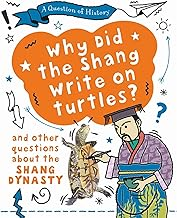 A Question of History
Why Did
the Shang
Write on
turtles?
?
and other
questions
about the
SHANG
DYNASTY